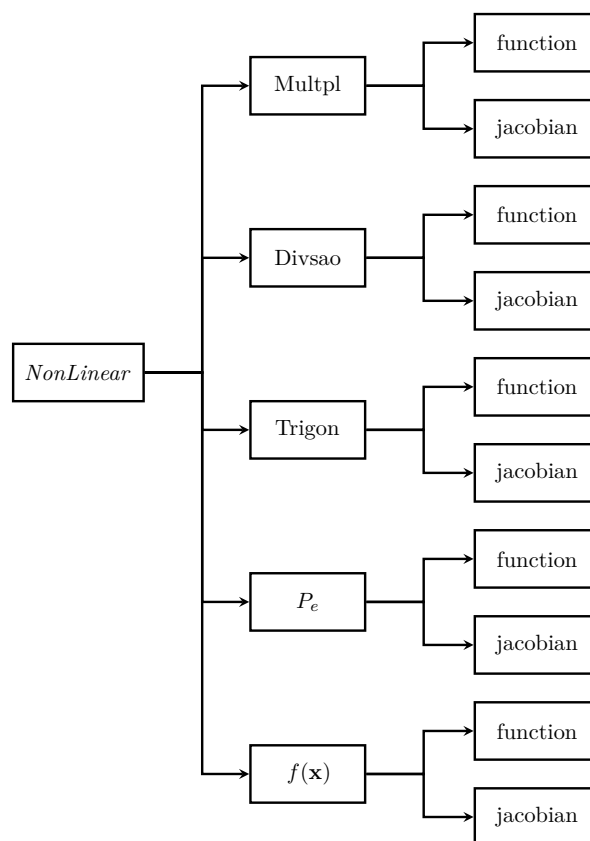 NonLinear
Multpl
function
jacobian
Divsao
function
jacobian
Trigon
function
jacobian
P_e
function
jacobian
f(x)
function
jacobian